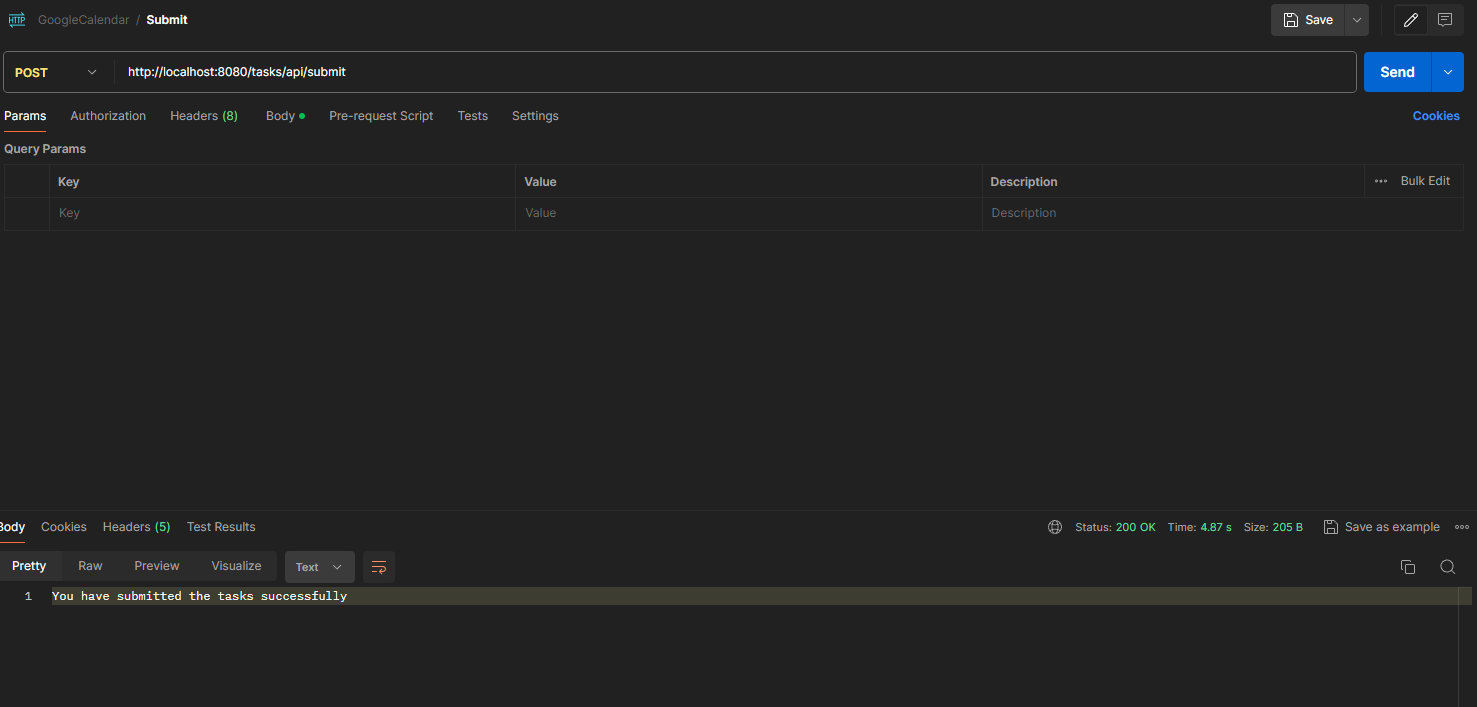 HTTP GoogleCalendar / Submit Save
POST http://localhost:8080/tasks/api/submit Send
Params Authorization Headers (8) Body Pre-request Script Tests Settings Cookies
Query Params
Key Value Description Bulk Edit
Key Value Description
Body Cookies Headers (5) Test Results Status: 200 OK Time: 4.87 s Size: 205 B Save as example
Pretty Raw Preview Visualize Text
1 You have submitted the tasks successfully